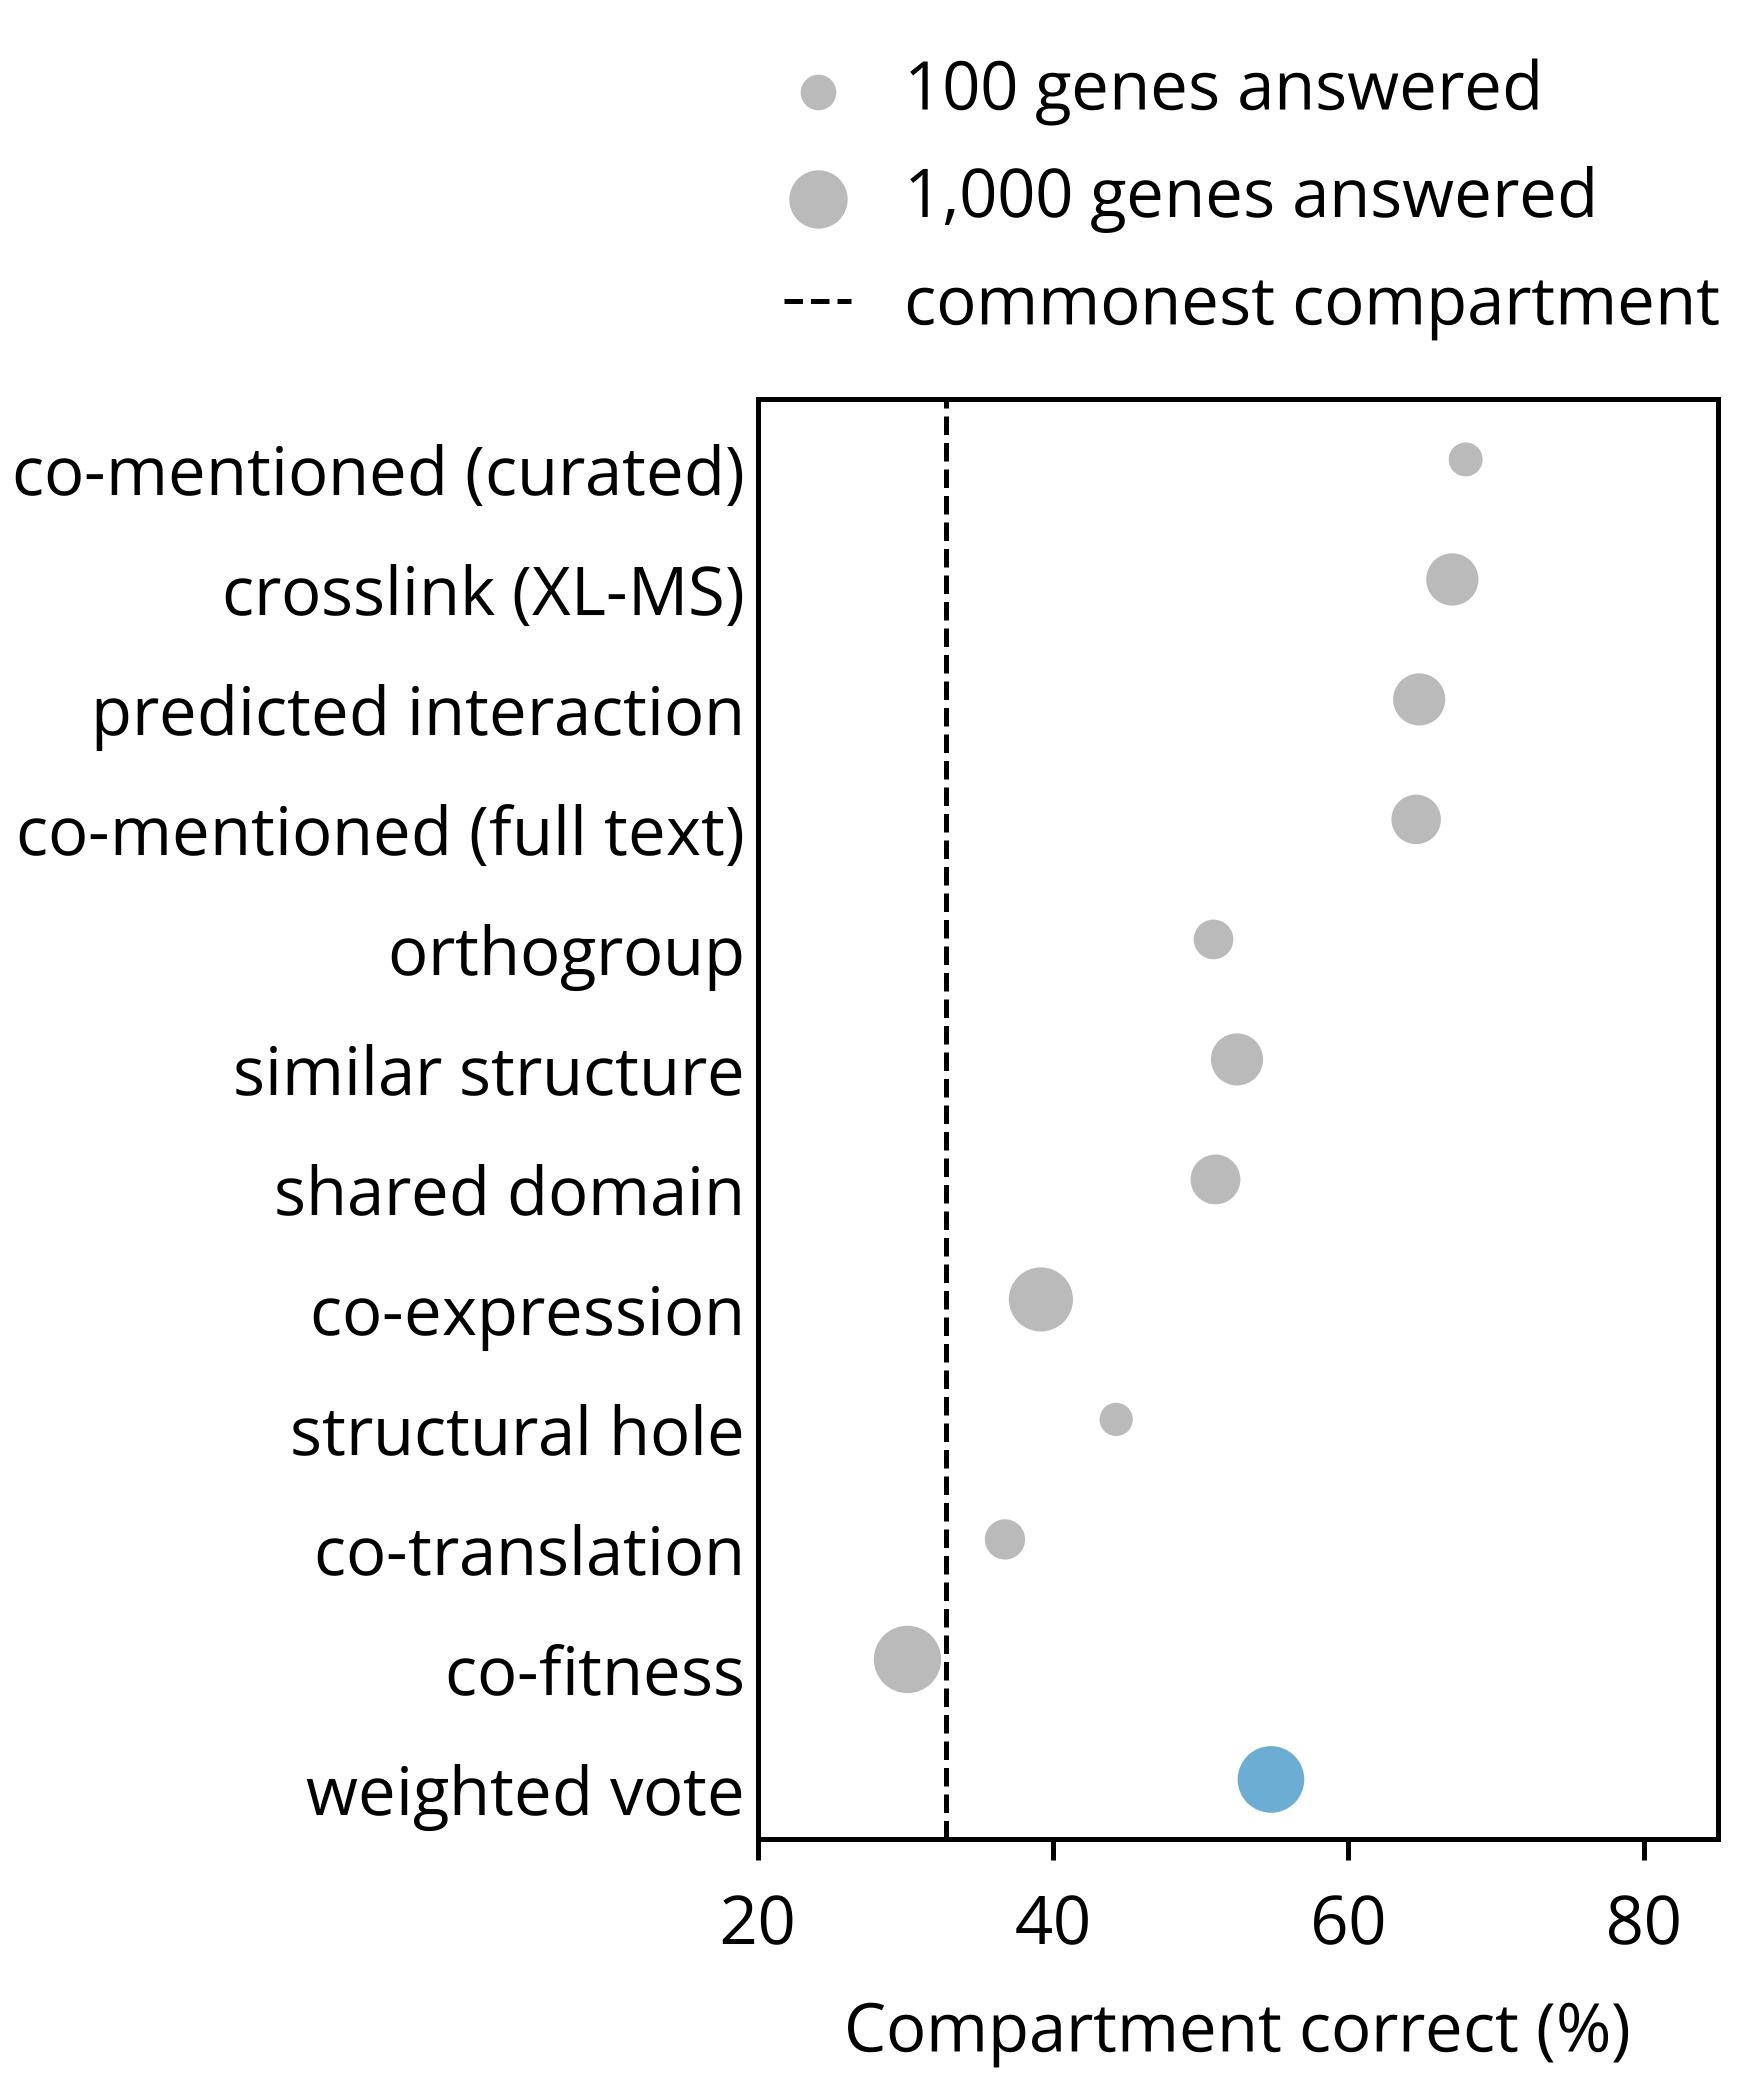 100 genes answered
1,000 genes answered
commonest compartment
co-mentioned (curated)
crosslink (XL-MS)
predicted interaction
co-mentioned (full text)
orthogroup
similar structure
shared domain
co-expression
structural hole
co-translation
co-fitness
weighted vote
20 40 60 80
Compartment correct (%)